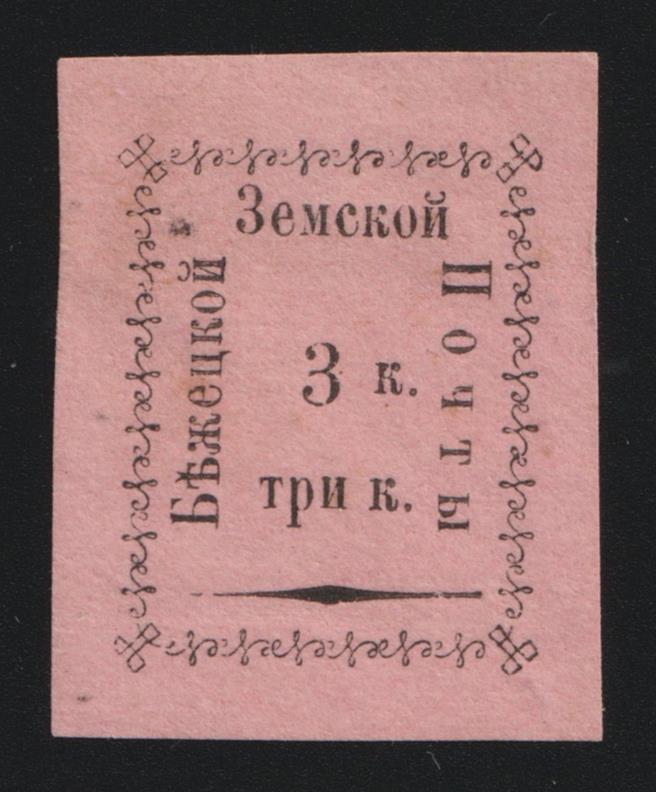 Бѣжецкой
Земской
Почты
3 к.
три к.